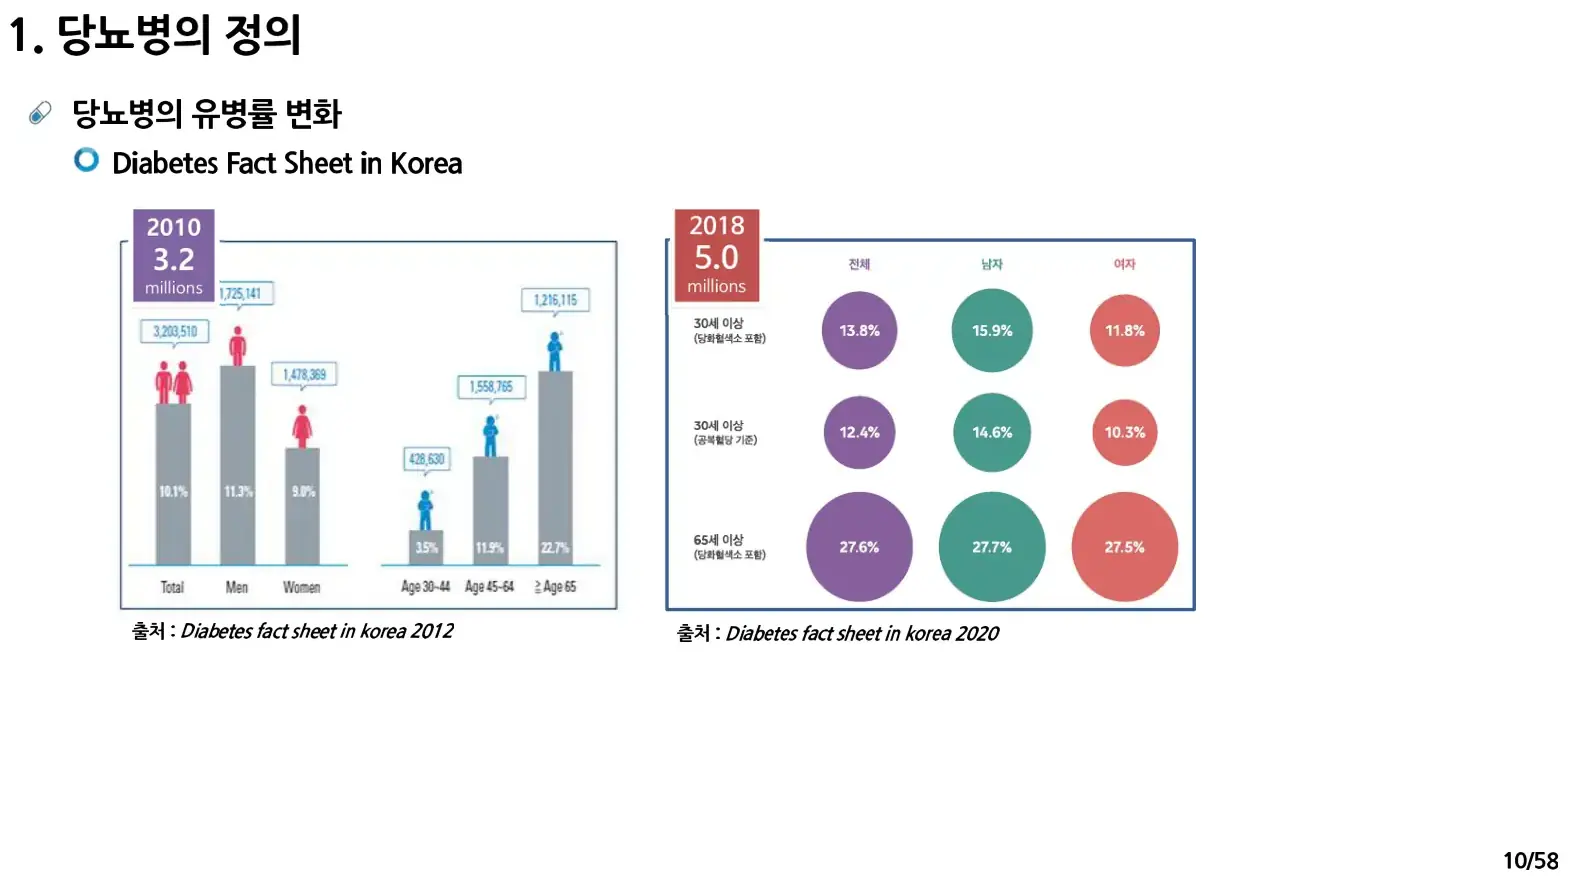 1. 당뇨병의 정의
당뇨병의 유병률 변화
Diabetes Fact Sheet in Korea
2010
3.2
millions
3,203,510
1,725,141
1,478,369
428,630
1,558,765
1,216,115
10.1%
11.3%
9.0%
3.5%
11.9%
22.7%
Total
Men
Women
Age 30~44
Age 45~64
≧ Age 65
출처 : Diabetes fact sheet in korea 2012
2018
5.0
millions
전체
남자
여자
30세 이상
(당화혈색소 포함)
13.8%
15.9%
11.8%
30세 이상
(공복혈당 기준)
12.4%
14.6%
10.3%
65세 이상
(당화혈색소 포함)
27.6%
27.7%
27.5%
출처 : Diabetes fact sheet in korea 2020
10/58